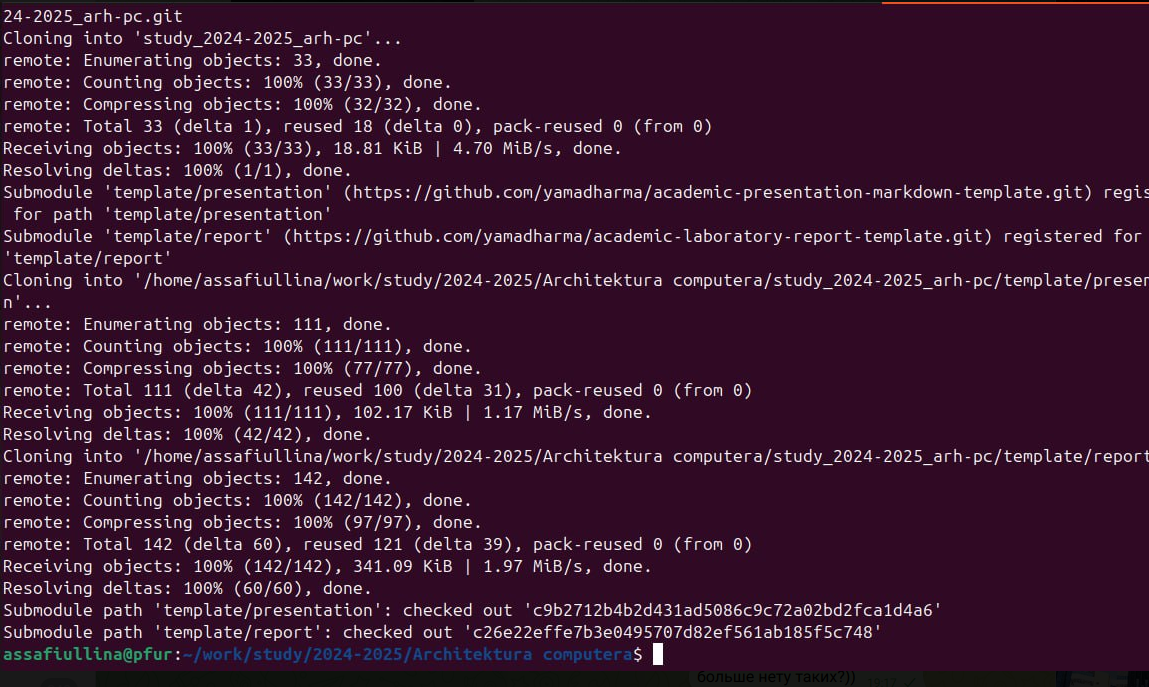 24-2025_arh-pc.git
Cloning into 'study_2024-2025_arh-pc'...
remote: Enumerating objects: 33, done.
remote: Counting objects: 100% (33/33), done.
remote: Compressing objects: 100% (32/32), done.
remote: Total 33 (delta 1), reused 18 (delta 0), pack-reused 0 (from 0)
Receiving objects: 100% (33/33), 18.81 KiB | 4.70 MiB/s, done.
Resolving deltas: 100% (1/1), done.
Submodule 'template/presentation' (https://github.com/yamadharma/academic-presentation-markdown-template.git) regis
for path 'template/presentation'
Submodule 'template/report' (https://github.com/yamadharma/academic-laboratory-report-template.git) registered for
'template/report'
Cloning into '/home/assafiullina/work/study/2024-2025/Architektura computera/study_2024-2025_arh-pc/template/presen
n'...
remote: Enumerating objects: 111, done.
remote: Counting objects: 100% (111/111), done.
remote: Compressing objects: 100% (77/77), done.
remote: Total 111 (delta 42), reused 100 (delta 31), pack-reused 0 (from 0)
Receiving objects: 100% (111/111), 102.17 KiB | 1.17 MiB/s, done.
Resolving deltas: 100% (42/42), done.
Cloning into '/home/assafiullina/work/study/2024-2025/Architektura computera/study_2024-2025_arh-pc/template/report
remote: Enumerating objects: 142, done.
remote: Counting objects: 100% (142/142), done.
remote: Compressing objects: 100% (97/97), done.
remote: Total 142 (delta 60), reused 121 (delta 39), pack-reused 0 (from 0)
Receiving objects: 100% (142/142), 341.09 KiB | 1.97 MiB/s, done.
Resolving deltas: 100% (60/60), done.
Submodule path 'template/presentation': checked out 'c9b2712b4b2d431ad5086c9c72a02bd2fca1d4a6'
Submodule path 'template/report': checked out 'c26e22effe7b3e0495707d82ef561ab185f5c748'
assafiullina@pfur:~/work/study/2024-2025/Architektura computera$
больше нету таких?)) 19:17